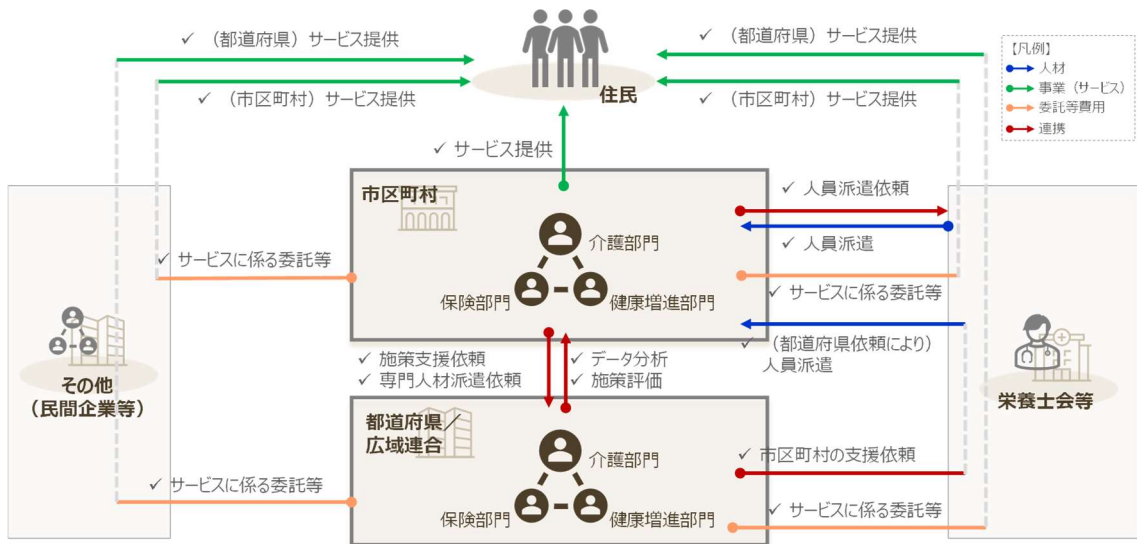 ✓ （都道府県）サービス提供
✓ （都道府県）サービス提供
【凡例】
人材
事業（サービス）
委託等費用
連携
✓ （市区町村）サービス提供
住民
✓ （市区町村）サービス提供
✓ サービス提供
市区町村
✓ 人員派遣依頼
介護部門
✓ 人員派遣
✓ サービスに係る委託等
保険部門
健康増進部門
✓ サービスに係る委託等
✓ 施策支援依頼
✓ 専門人材派遣依頼
✓ データ分析
✓ 施策評価
✓ （都道府県依頼により）
人員派遣
その他
（民間企業等）
栄養士会等
都道府県／
広域連合
介護部門
✓ 市区町村の支援依頼
✓ サービスに係る委託等
保険部門
健康増進部門
✓ サービスに係る委託等